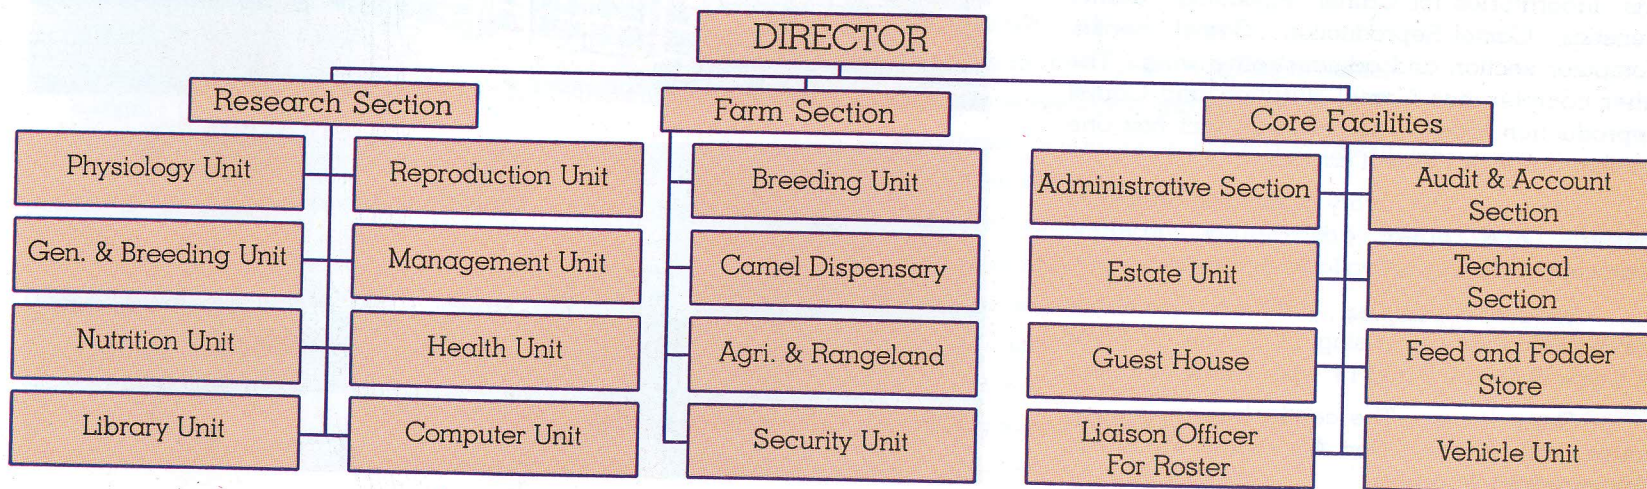 DIRECTOR
Research Section
Farm Section
Core Facilities
Physiology Unit
Reproduction Unit
Gen. & Breeding Unit
Management Unit
Nutrition Unit
Health Unit
Library Unit
Computer Unit
Breeding Unit
Camel Dispensary
Agri. & Rangeland
Security Unit
Administrative Section
Audit & Account
Section
Estate Unit
Technical
Section
Guest House
Feed and Fodder
Store
Liaison Officer
For Roster
Vehicle Unit